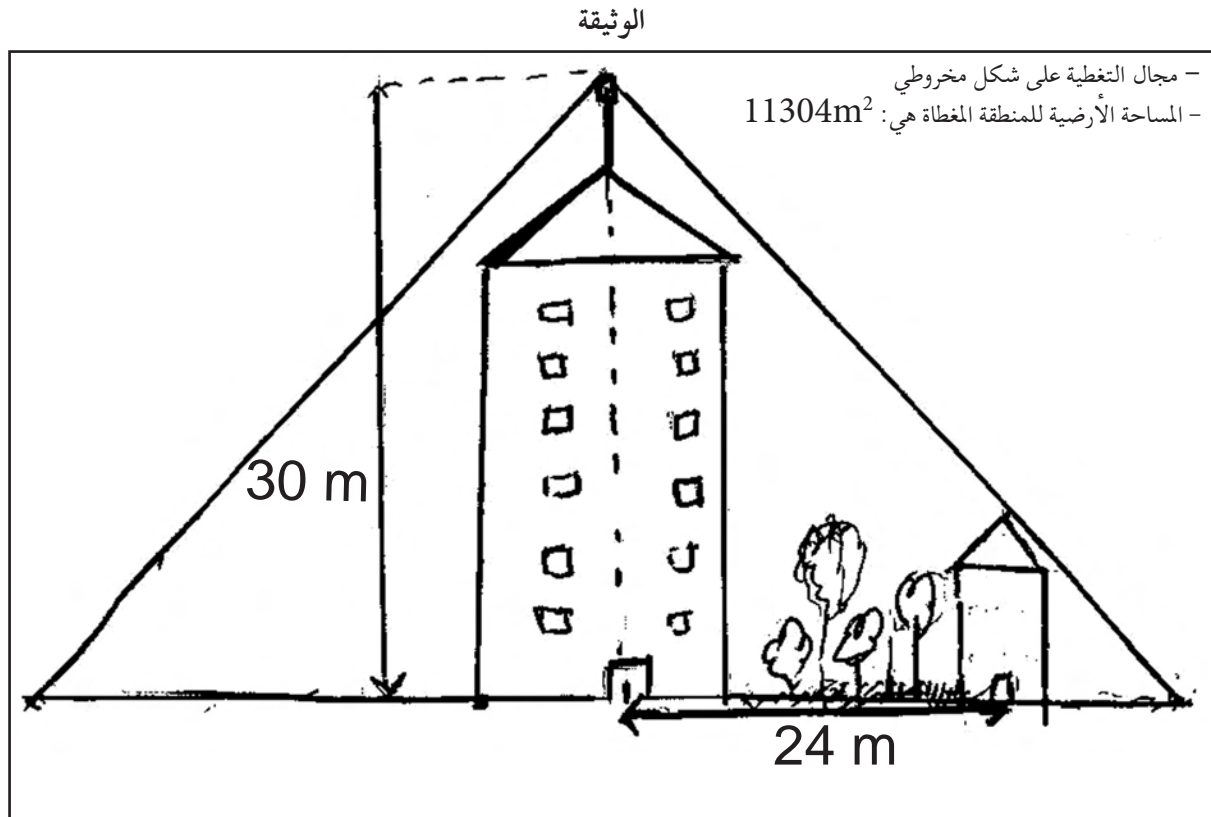 الوثيقة
– مجال التغطية على شكل مخروطي
- المساحة الأرضية للمنطقة المغطاة هي: 11304m²
30 m
24 m